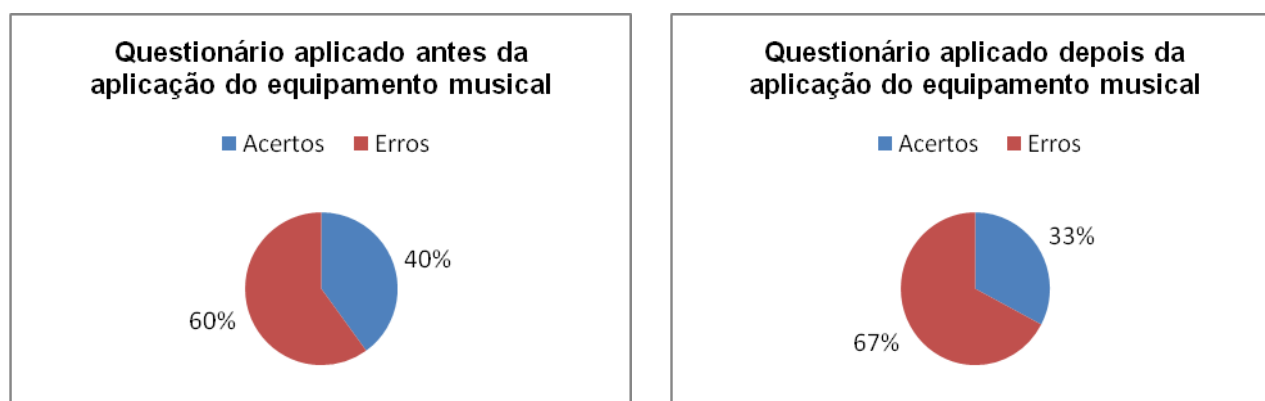 Questionário aplicado antes da
aplicação do equipamento musical
Acertos Erros
40%
60%
Questionário aplicado depois da
aplicação do equipamento musical
Acertos Erros
33%
67%